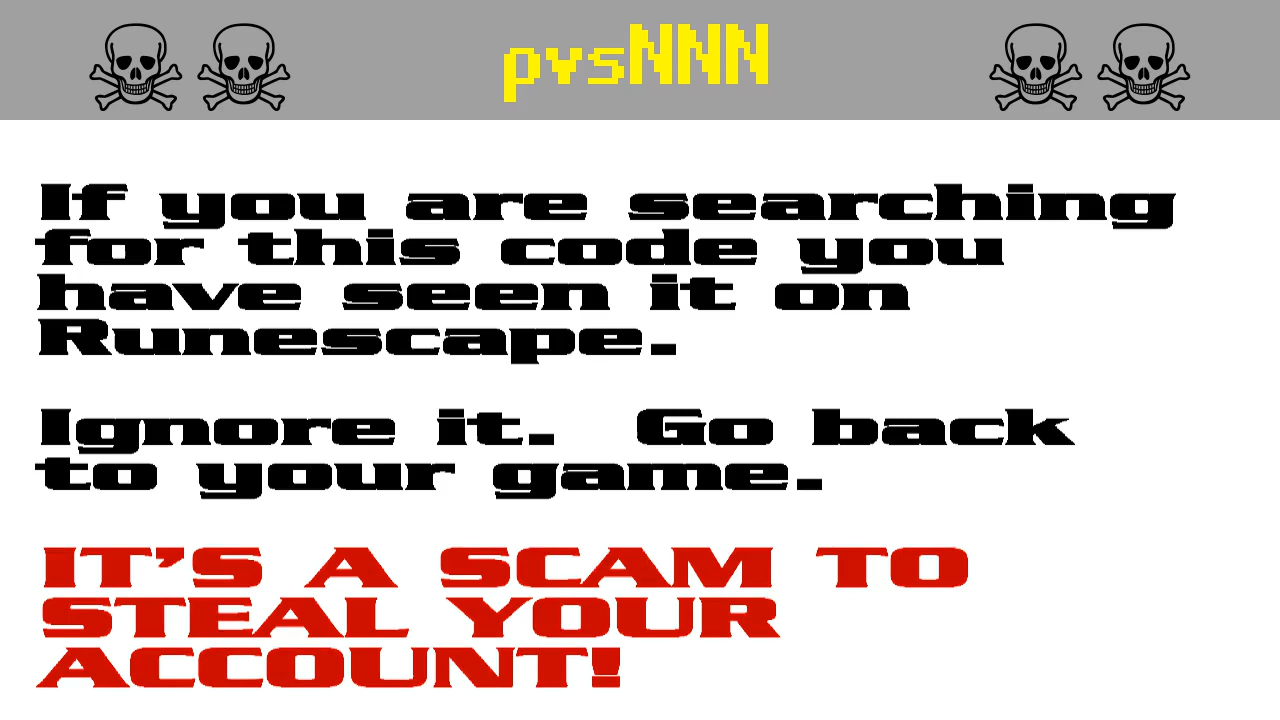 pvsNNN
If you are searching
for this code you
have seen it on
Runescape.
Ignore it.  Go back
to your game.
IT'S A SCAM TO
STEAL YOUR
ACCOUNT!